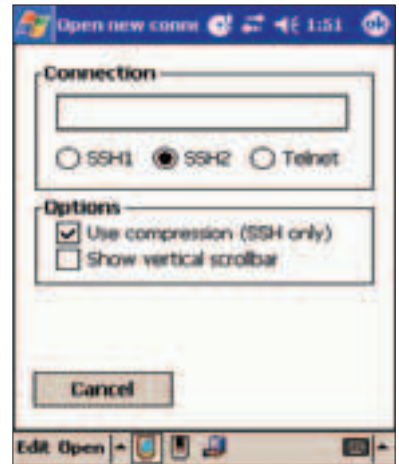 Open new conne 1:51 ok
Connection
SSH1 SSH2 Telnet
Options
Use compression (SSH only)
Show vertical scrollbar
Cancel
Edit Open